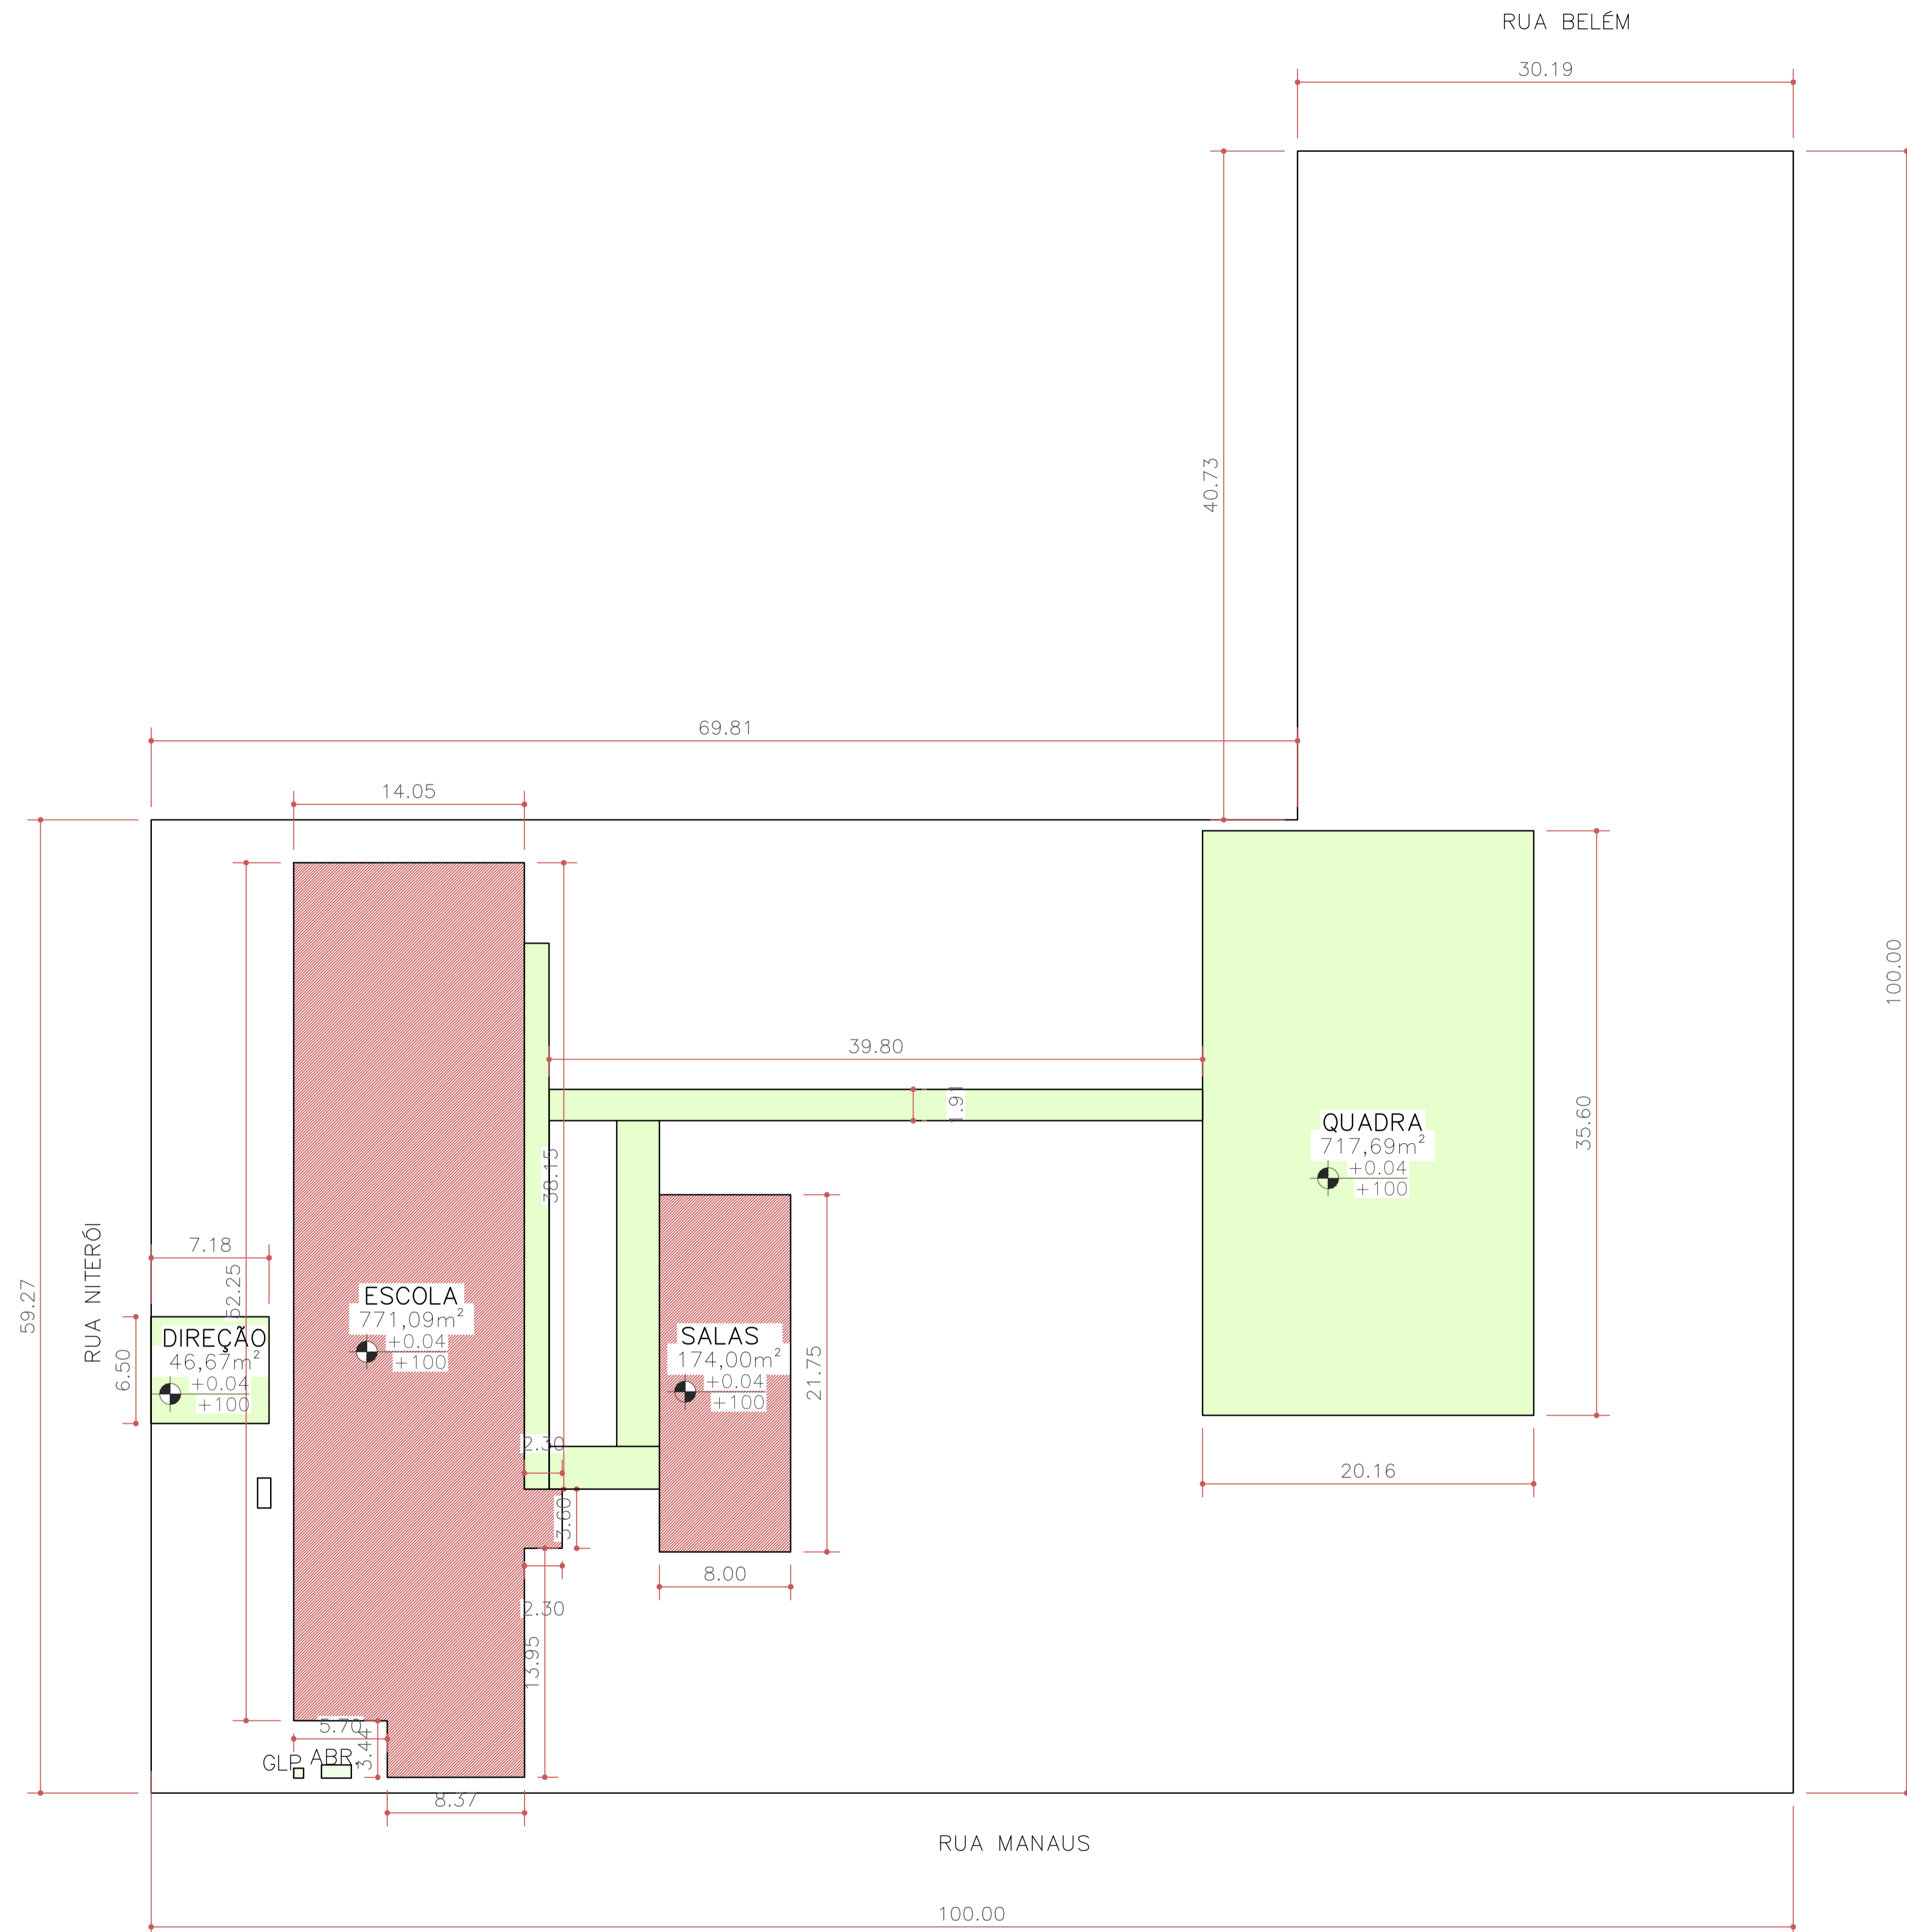 RUA BELÉM
30.19
40.73
69.81
14.05
100.00
39.80
1.91
35.60
QUADRA
717,69m²
+0.04
+100
38.15
RUA NITERÓI
7.18
52.25
59.27
6.50
DIREÇÃO
46,67m²
+0.04
+100
ESCOLA
771,09m²
+0.04
+100
SALAS
174,00m²
+0.04
+100
21.75
2.30
20.16
3.60
8.00
2.30
13.95
5.70
3.44
GLP
ABR.
8.37
RUA MANAUS
100.00